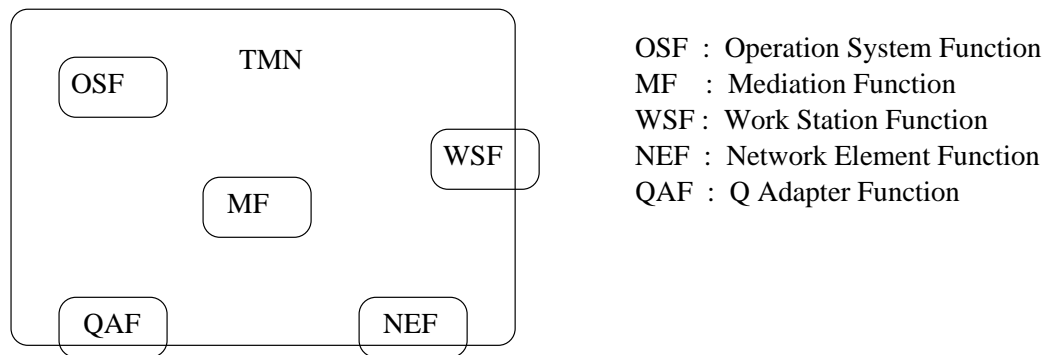 TMN
OSF
WSF
MF
QAF
NEF
OSF : Operation System Function
MF : Mediation Function
WSF : Work Station Function
NEF : Network Element Function
QAF : Q Adapter Function